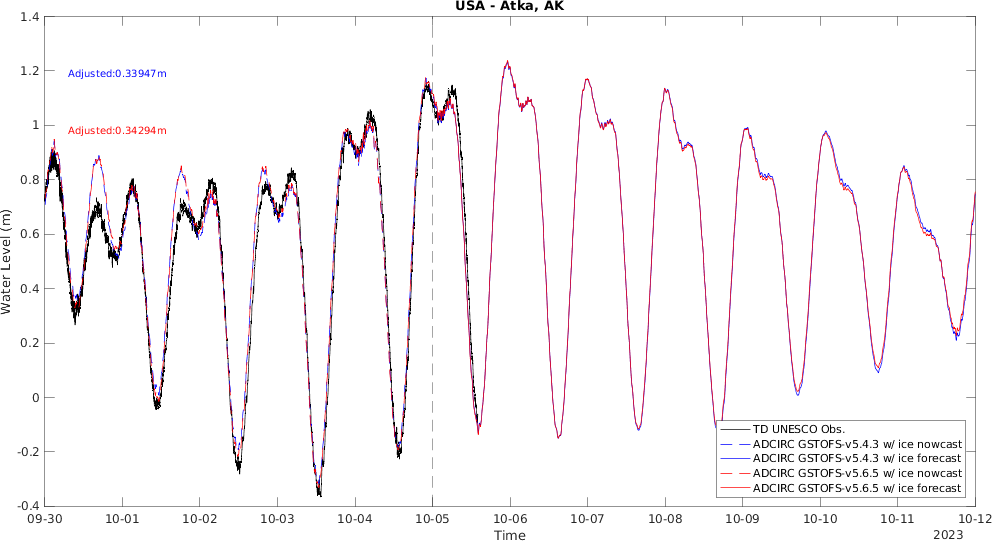 USA - Atka, AK
1.4
1.2
1
0.8
0.6
0.4
0.2
0
-0.2
-0.4
Water Level (m)
Adjusted:0.33947m
Adjusted:0.34294m
TD UNESCO Obs.
ADCIRC GSTOFS-v5.4.3 w/ ice nowcast
ADCIRC GSTOFS-v5.4.3 w/ ice forecast
ADCIRC GSTOFS-v5.6.5 w/ ice nowcast
ADCIRC GSTOFS-v5.6.5 w/ ice forecast
09-30 10-01 10-02 10-03 10-04 10-05 10-06 10-07 10-08 10-09 10-10 10-11 10-12
Time
2023